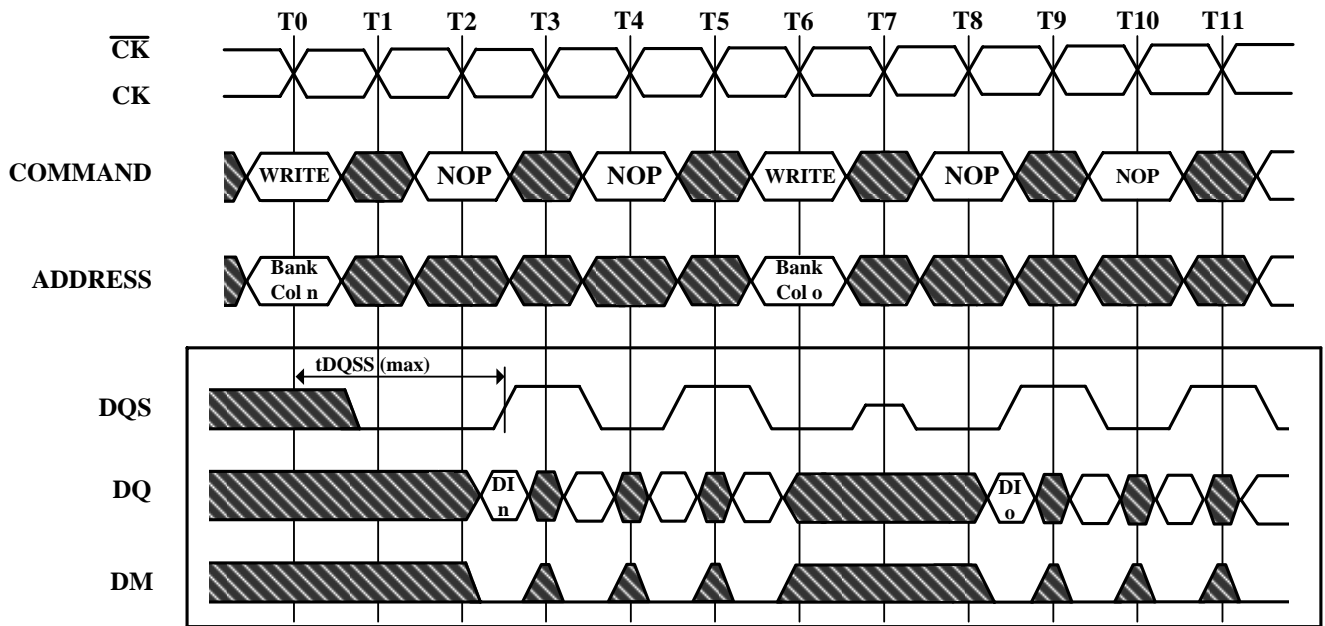 T0 T1 T2 T3 T4 T5 T6 T7 T8 T9 T10 T11
CK
CK
COMMAND WRITE NOP NOP WRITE NOP NOP
ADDRESS Bank Col n Bank Col o
tDQSS (max)
DQS
DQ DI n DI o
DM